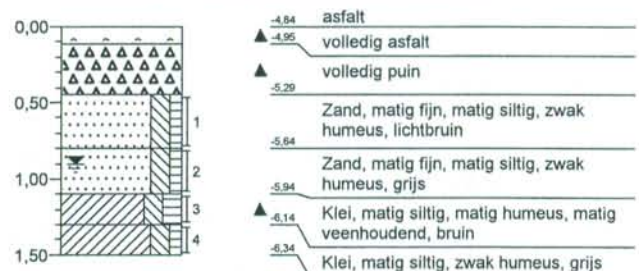 0,00
0,50
1,00
1,50
1
2
3
4
-4,84
asfalt
-4,95
volledig asfalt
volledig puin
-5,29
Zand, matig fijn, matig siltig, zwak
humeus, lichtbruin
-5,64
Zand, matig fijn, matig siltig, zwak
humeus, grijs
-5,94
Klei, matig siltig, matig humeus, matig
-6,14
veenhoudend, bruin
-6,34
Klei, matig siltig, zwak humeus, grijs